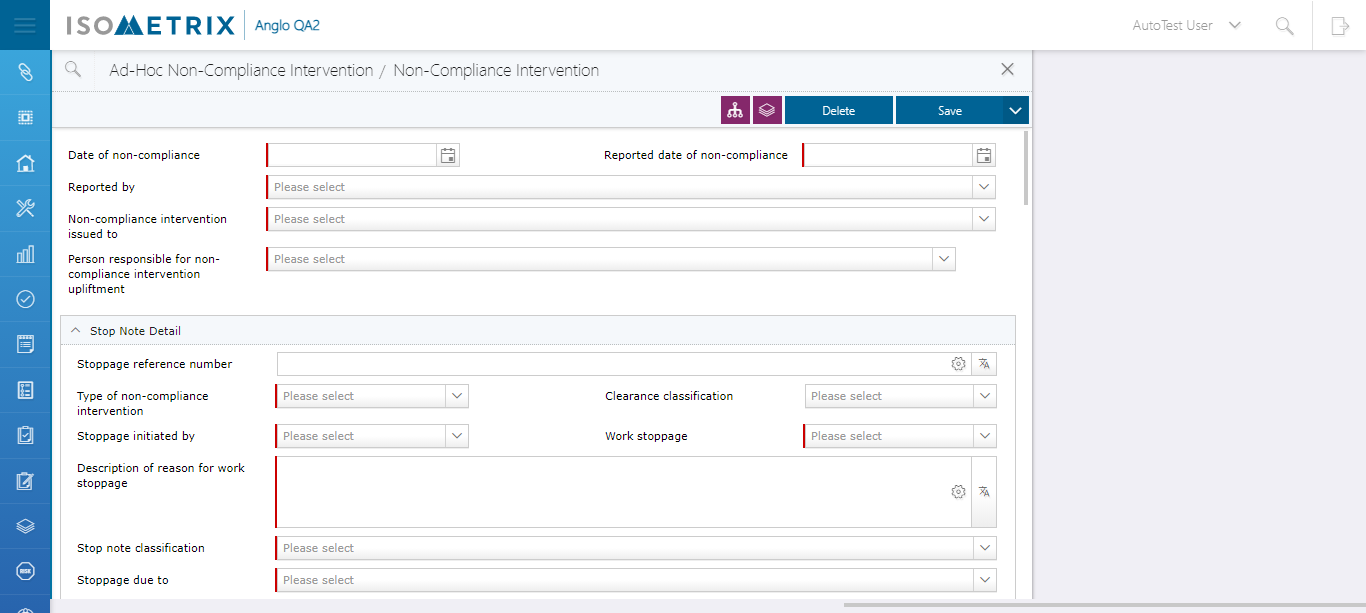 ISOMETRIX Anglo QA2 AutoTest User
Ad-Hoc Non-Compliance Intervention / Non-Compliance Intervention
Delete Save
Date of non-compliance Reported date of non-compliance
Reported by Please select
Non-compliance intervention issued to Please select
Person responsible for non-compliance intervention upliftment Please select
Stop Note Detail
Stoppage reference number
Type of non-compliance intervention Please select Clearance classification Please select
Stoppage initiated by Please select Work stoppage Please select
Description of reason for work stoppage
Stop note classification Please select
Stoppage due to Please select